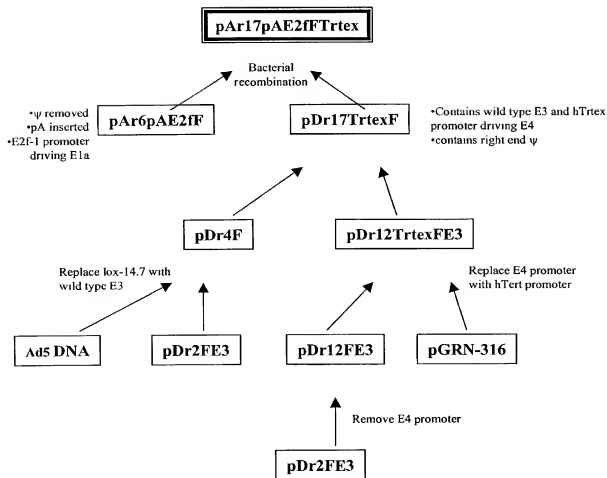 pAr17pAE2fFTrtex
Bacterial
recombination
•ψ removed
•pA inserted
•E2f-1 promoter
driving E1a
pAr6pAE2fF
pDr17TrtexF
•Contains wild type E3 and hTrtex
promoter driving E4
•contains right end ψ
pDr4F
pDr12TrtexFE3
Replace lox-14.7 with
wild type E3
Replace E4 promoter
with hTert promoter
Ad5 DNA
pDr2FE3
pDr12FE3
pGRN-316
Remove E4 promoter
pDr2FE3